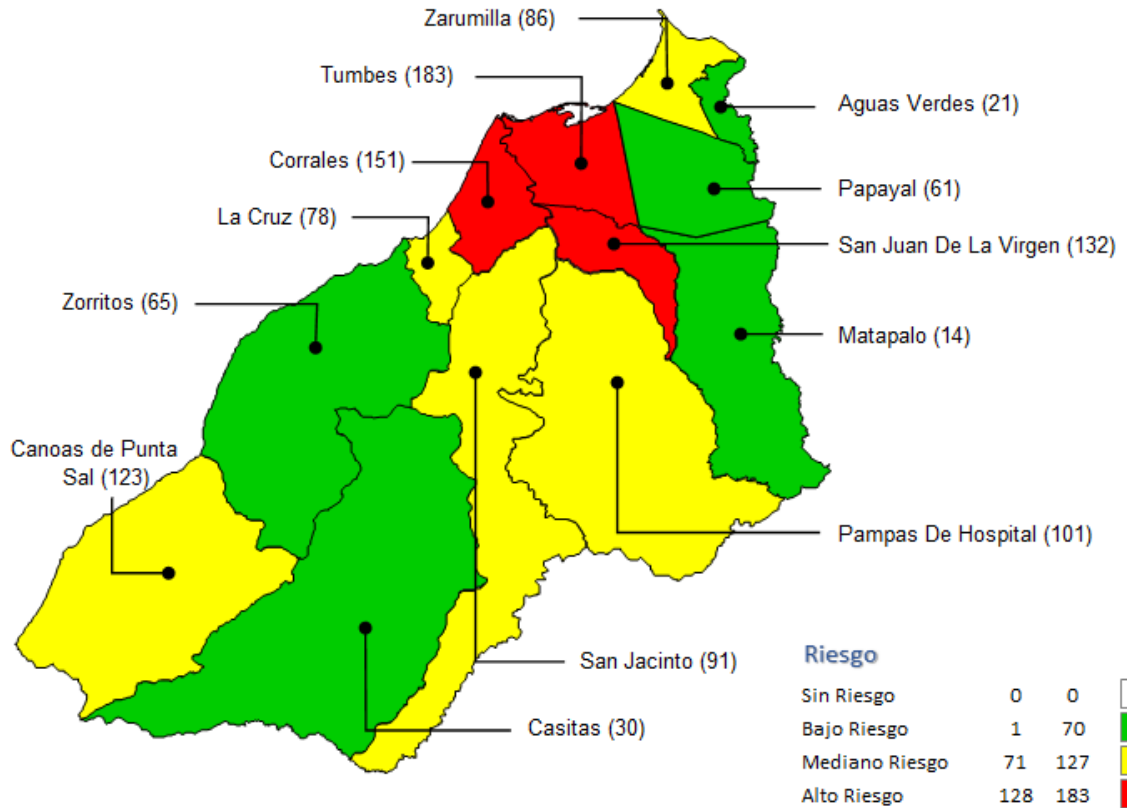 Zarumilla (86)
Tumbes (183)
Aguas Verdes (21)
Corrales (151)
Papayal (61)
La Cruz (78)
San Juan De La Virgen (132)
Zorritos (65)
Matapalo (14)
Canoas de Punta
Sal (123)
Pampas De Hospital (101)
San Jacinto (91)
Casitas (30)
Riesgo
Sin Riesgo 0 0
Bajo Riesgo 1 70
Mediano Riesgo 71 127
Alto Riesgo 128 183